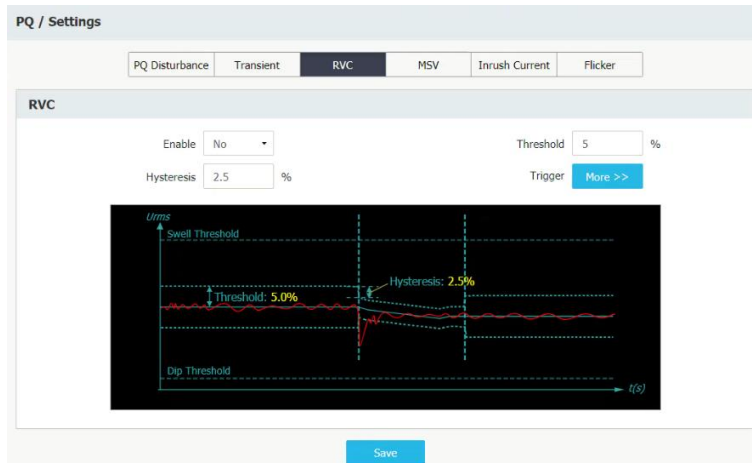 PQ / Settings
PQ Disturbance Transient RVC MSV Inrush Current Flicker
RVC
Enable No Threshold 5 %
Hysteresis 2.5 % Trigger More >>
Urms
Swell Threshold
Hysteresis: 2.5%
Threshold: 5.0%
Dip Threshold
t(s)
Save